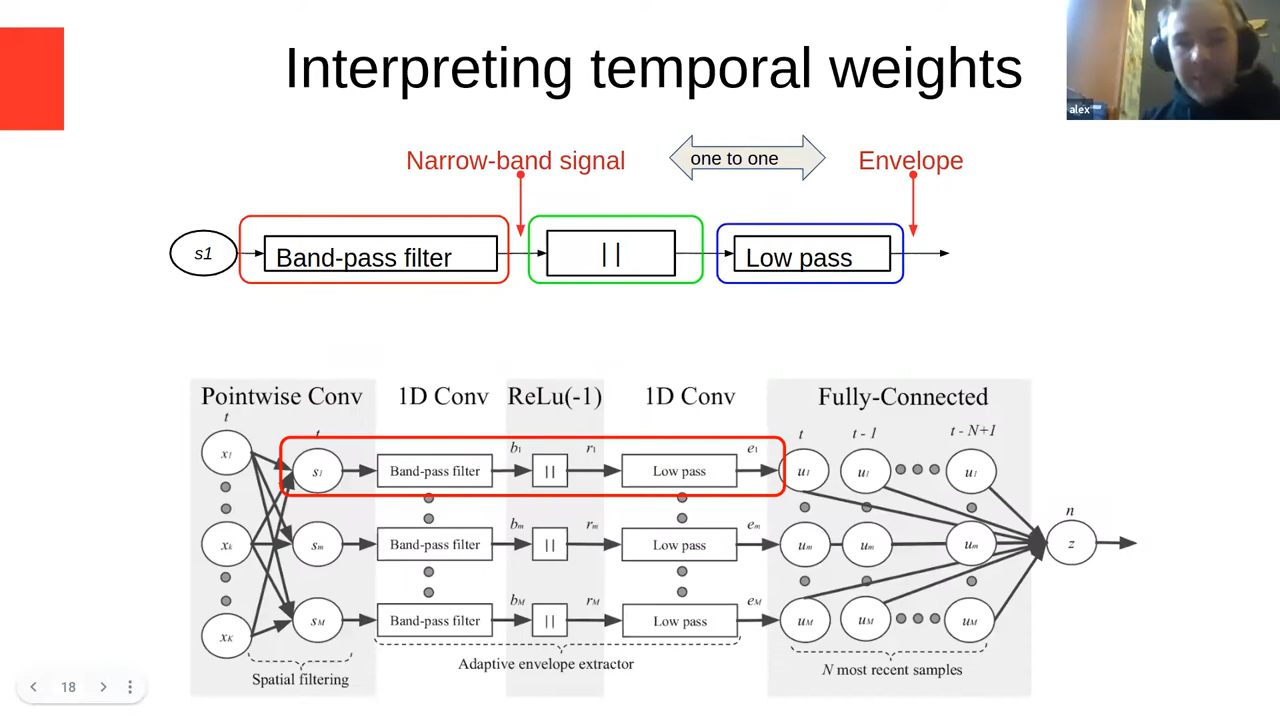 Interpreting temporal weights
alex
Narrow-band signal
one to one
Envelope
s1
Band-pass filter
| |
Low pass
Pointwise Conv
1D Conv
ReLu(-1)
1D Conv
Fully-Connected
t
t
t
t - 1
t - N+1
x1
s1
Band-pass filter
b1
| |
r1
Low pass
e1
u1
u1
u1
n
xk
sm
Band-pass filter
bm
| |
rm
Low pass
em
um
um
um
z
xK
sM
Band-pass filter
bM
| |
rM
Low pass
eM
uM
uM
uM
Spatial filtering
Adaptive envelope extractor
N most recent samples
18